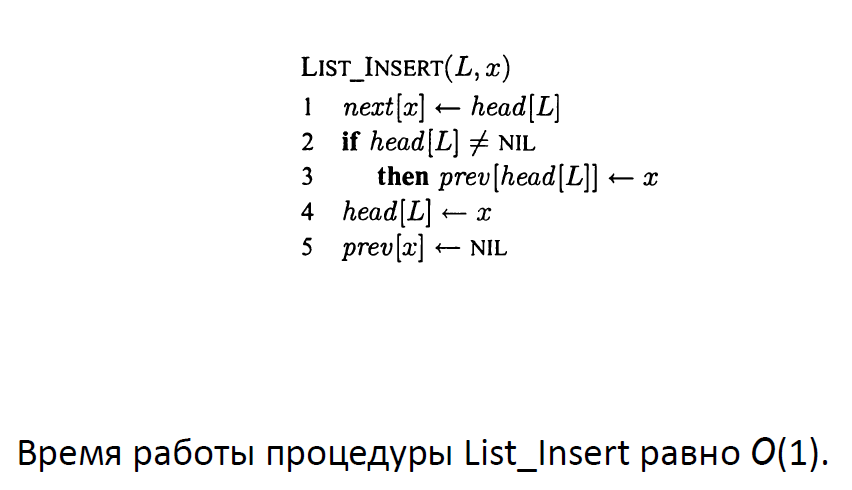 LIST_INSERT(L, x)
1 next[x] ← head[L]
2 if head[L] ≠ NIL
3 then prev[head[L]] ← x
4 head[L] ← x
5 prev[x] ← NIL
Время работы процедуры List_Insert равно O(1).